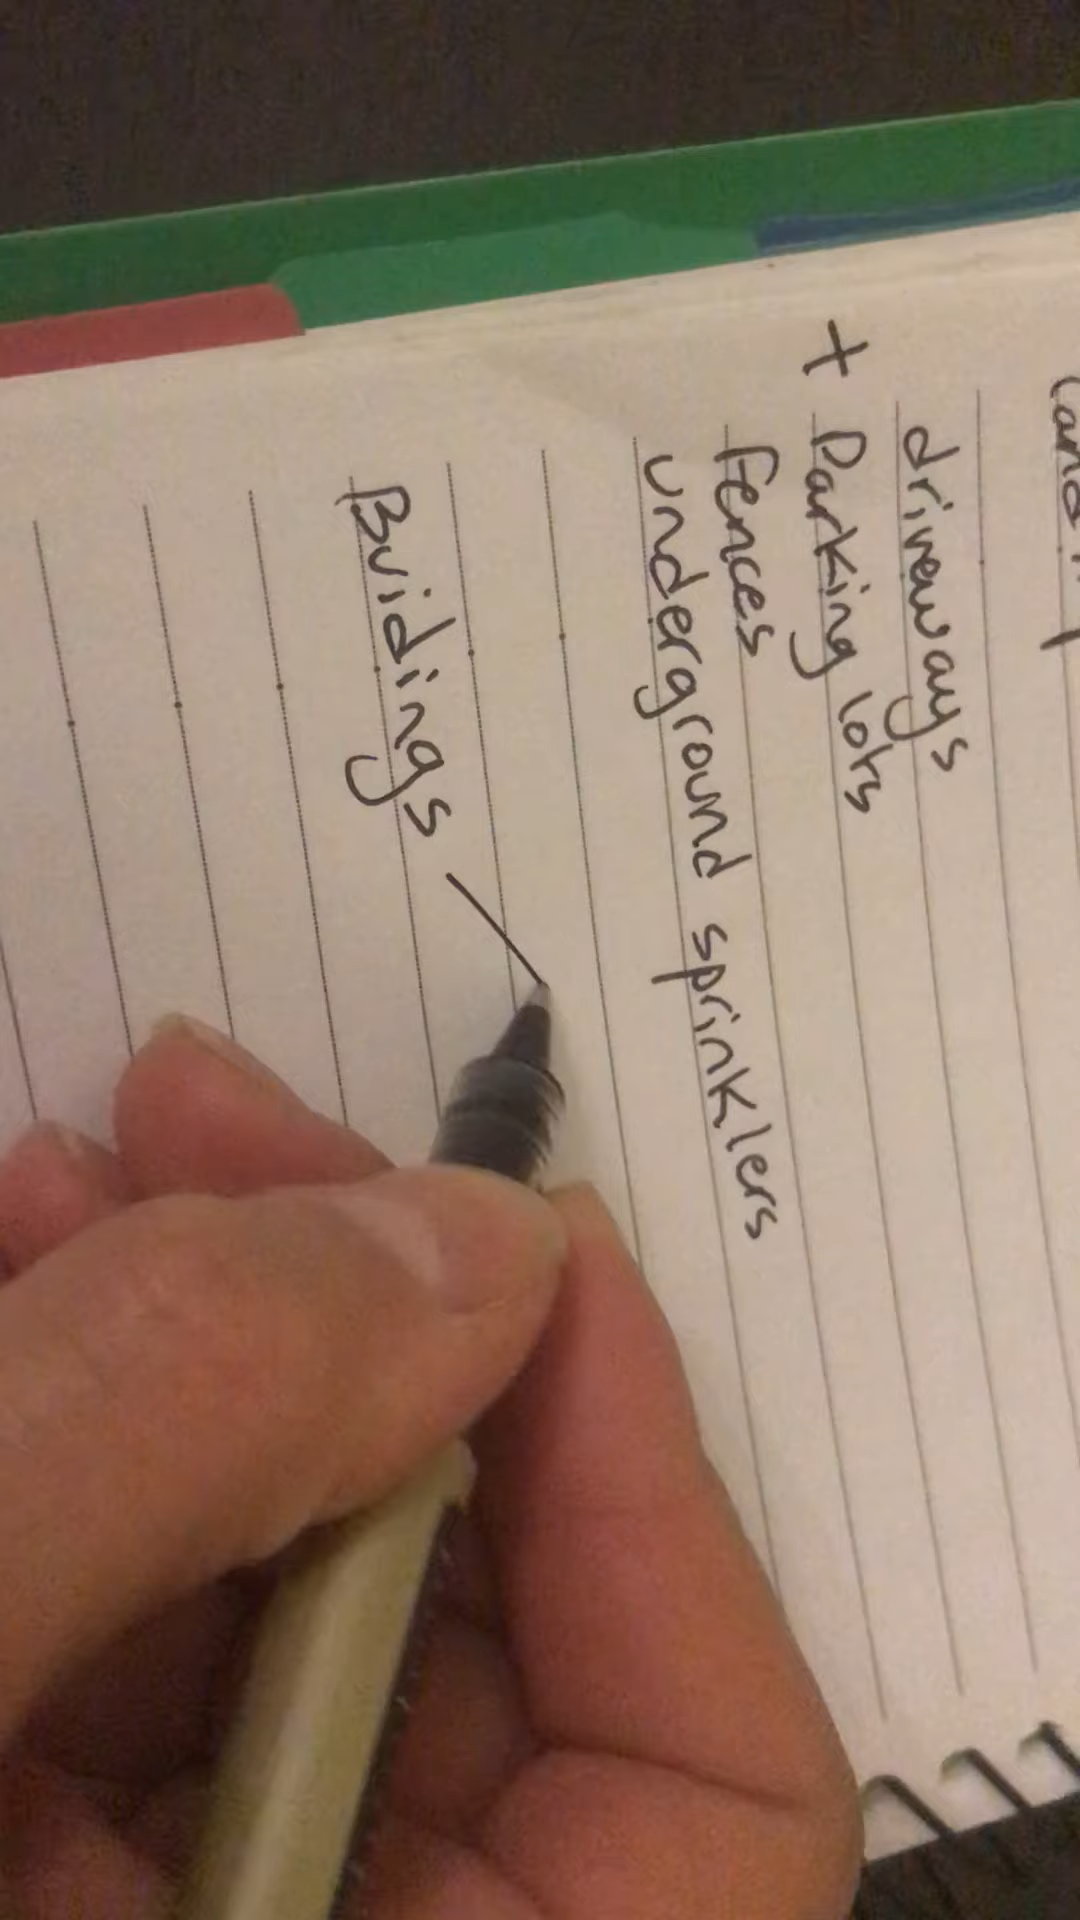 driveways
+ Parking lots
Fences
underground sprinklers
Buidings